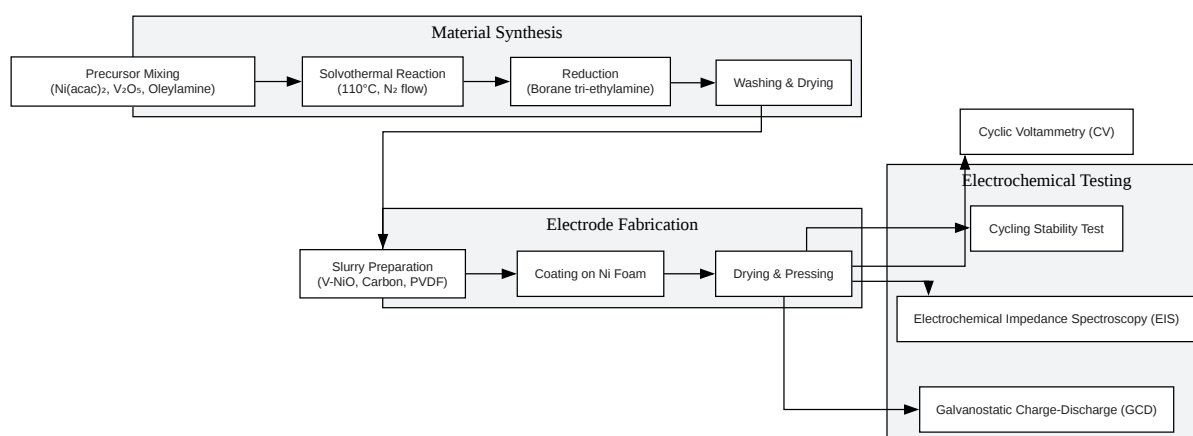 Material Synthesis
Precursor Mixing
(Ni(acac)₂, V₂O₅, Oleylamine)
Solvothermal Reaction
(110°C, N₂ flow)
Reduction
(Borane tri-ethylamine)
Washing & Drying
Cyclic Voltammetry (CV)
Electrochemical Testing
Cycling Stability Test
Electrode Fabrication
Slurry Preparation
(V-NiO, Carbon, PVDF)
Coating on Ni Foam
Drying & Pressing
Electrochemical Impedance Spectroscopy (EIS)
Galvanostatic Charge-Discharge (GCD)